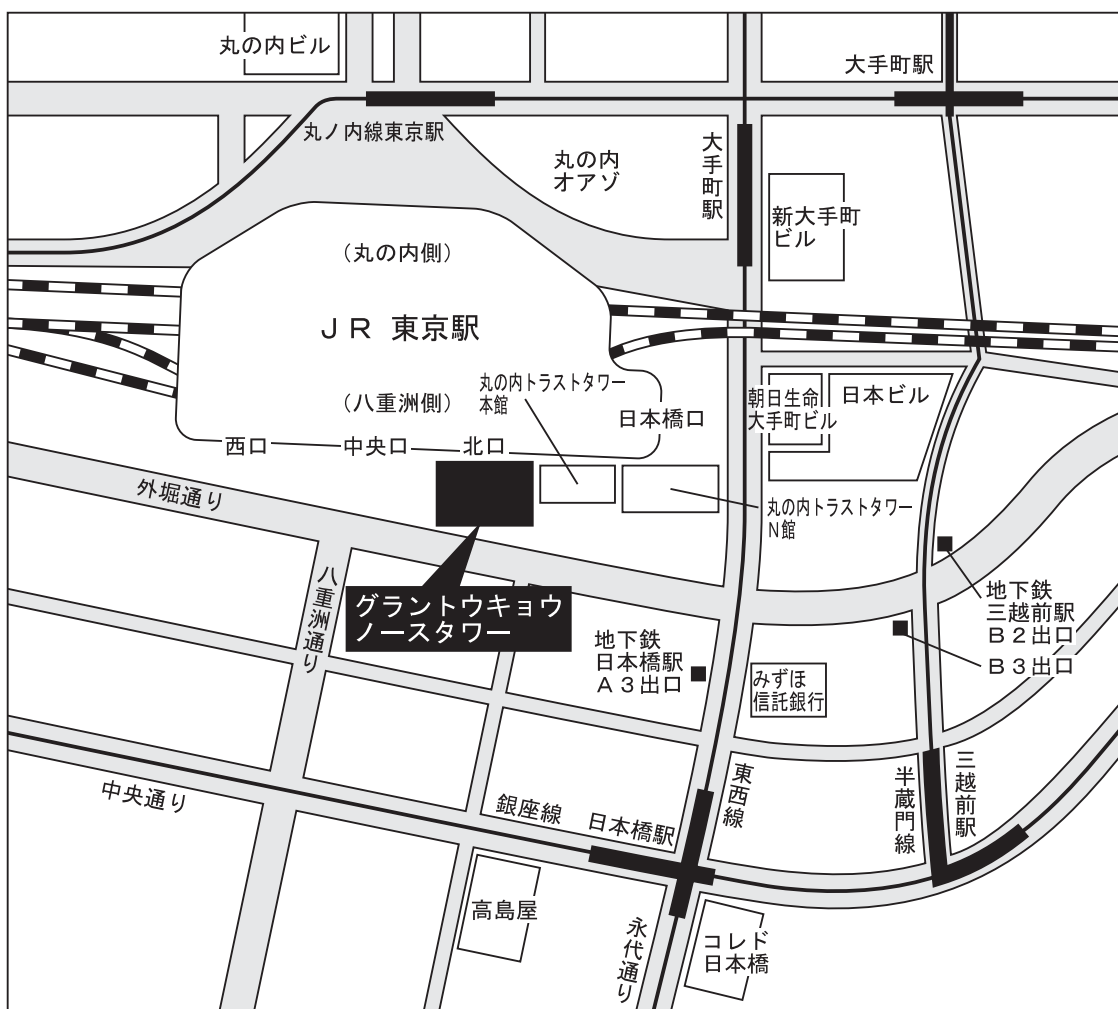 丸の内ビル
大手町駅
丸ノ内線東京駅
丸の内
オアゾ
大手町駅
新大手町
ビル
（丸の内側）
ＪＲ 東京駅
丸の内トラストタワー
本館
（八重洲側）
日本橋口
朝日生命
大手町ビル
日本ビル
西口
中央口
北口
外堀通り
丸の内トラストタワー
Ｎ館
八重洲通り
グラントウキョウ
ノースタワー
地下鉄
三越前駅
Ｂ２出口
Ｂ３出口
地下鉄
日本橋駅
Ａ３出口
みずほ
信託銀行
中央通り
銀座線
日本橋駅
東西線
半蔵門線
三越前駅
高島屋
永代通り
コレド
日本橋